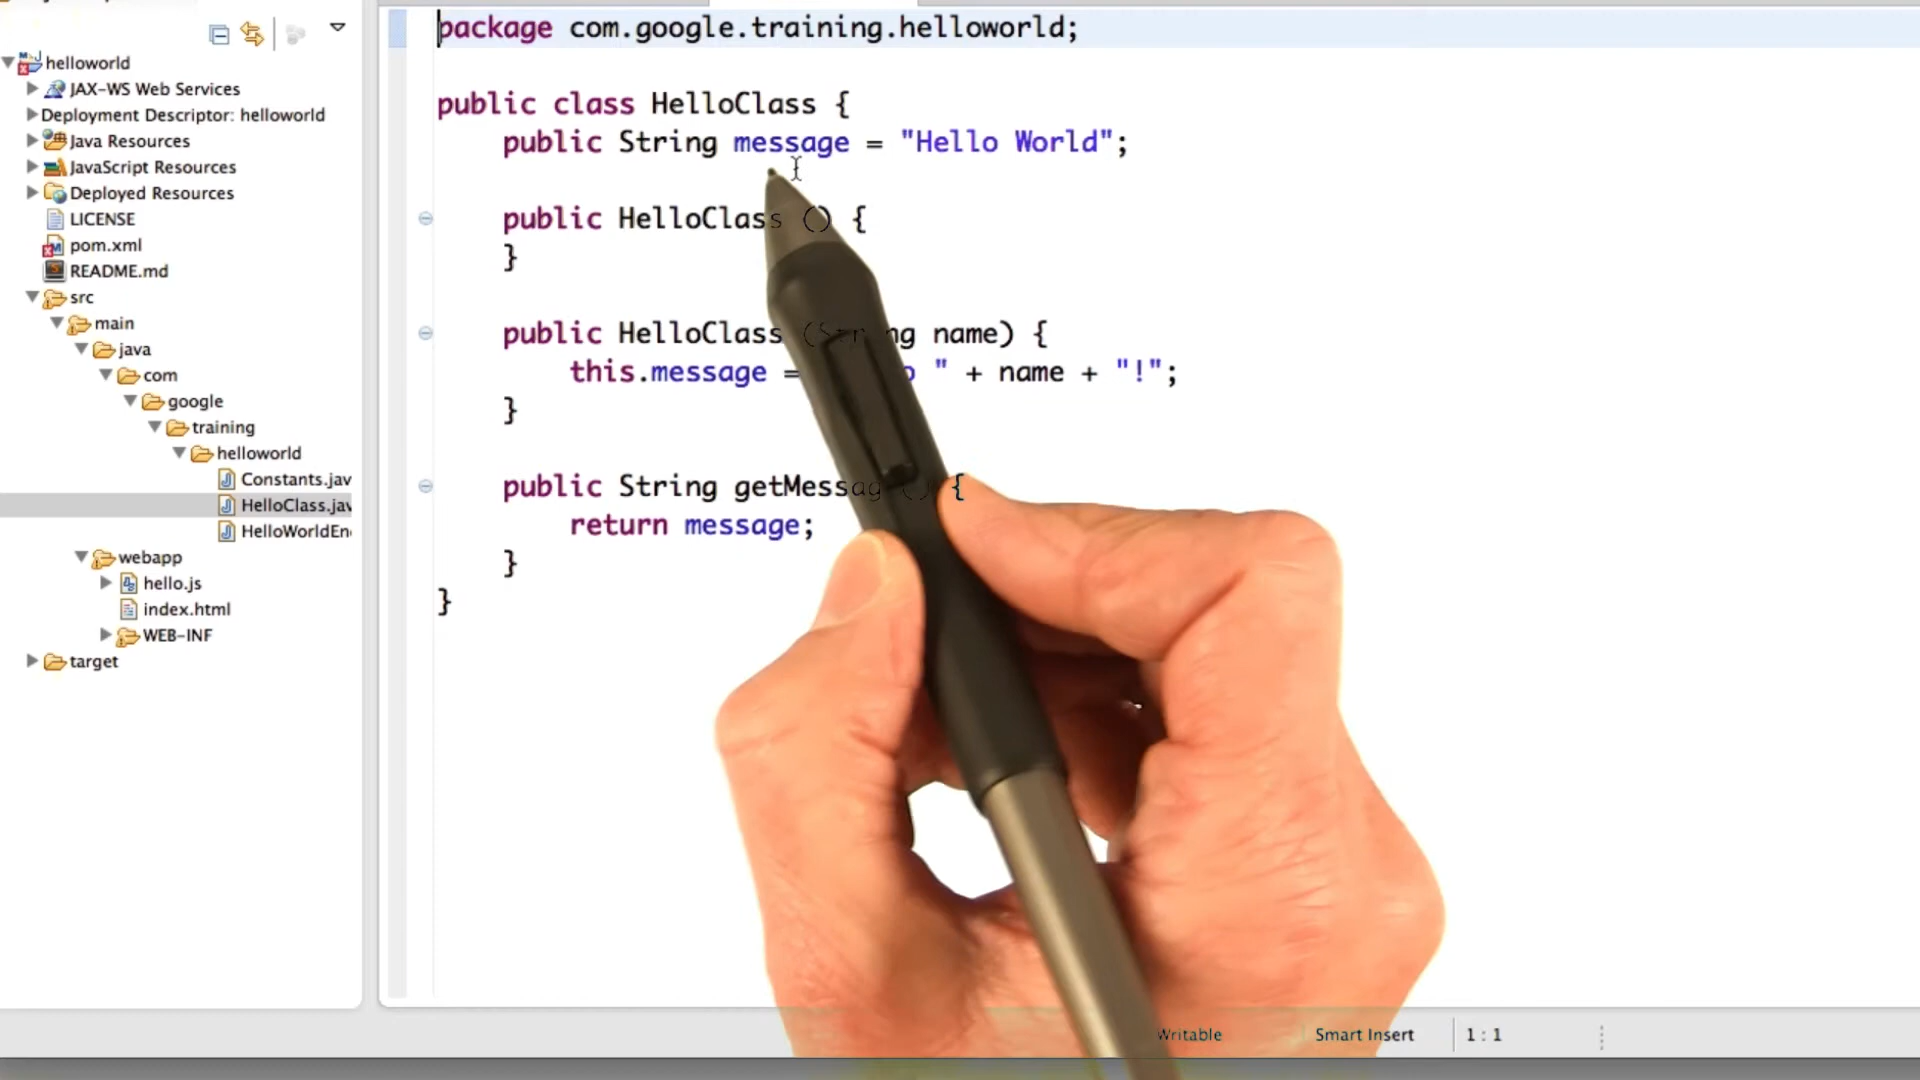 helloworld
JAX-WS Web Services
Deployment Descriptor: helloworld
Java Resources
JavaScript Resources
Deployed Resources
LICENSE
pom.xml
README.md
src
main
java
com
google
training
helloworld
Constants.jav
HelloClass.jav
HelloWorldEn
webapp
hello.js
index.html
WEB-INF
target
package com.google.training.helloworld;
public class HelloClass {
public String message = "Hello World";
public HelloClass () {
}
public HelloClass (String name) {
this.message = " + name + "!";
}
public String getMessag () {
return message;
}
}
Writable
Smart Insert
1 : 1